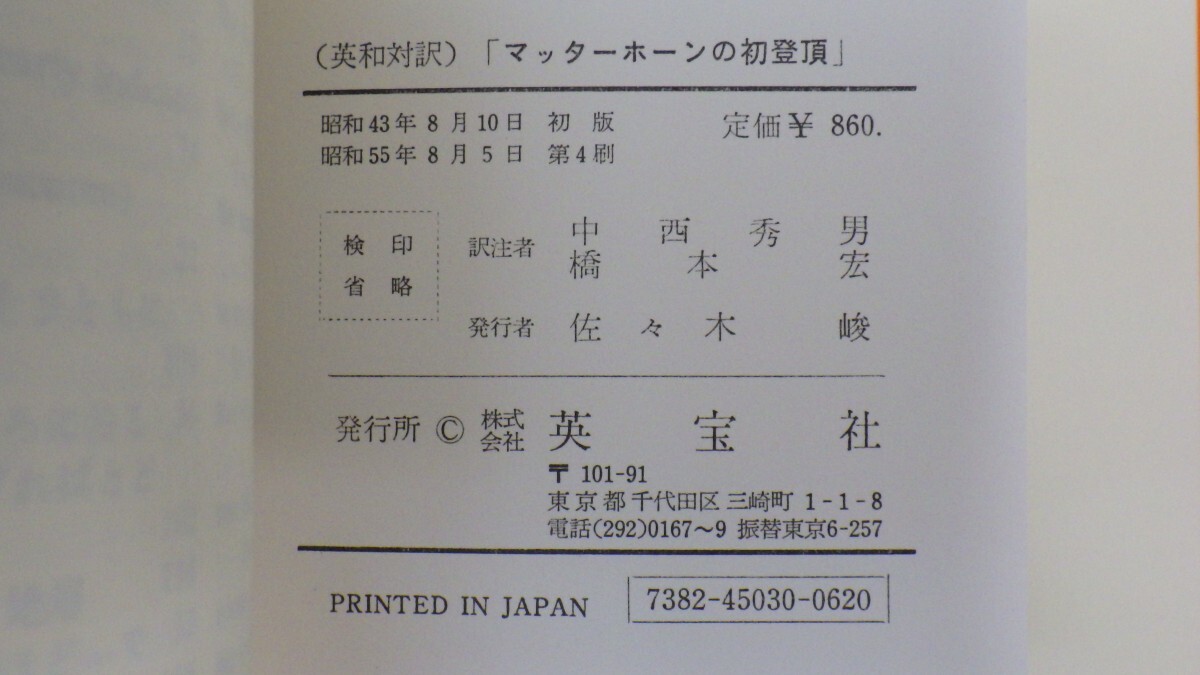 (英和対訳)「マッターホーンの初登頂」
昭和43年8月10日 初版
定価￥860.
昭和55年8月5日 第4刷
検印
省略
訳注者
中西秀男
橋本宏
発行者 佐々木峻
発行所 © 株式会社 英宝社
〒101-91
東京都千代田区三崎町1-1-8
電話(292)0167〜9 振替東京6-257
PRINTED IN JAPAN
7382-45030-0620